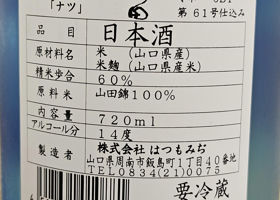 「ナツ」
第61号仕込み
品目 日本酒
原材料名 米 (山口県産)
米麹 (山口県産米)
精米歩合 60%
原料米 山田錦100%
内容量 720ml
アルコール分 14度
製造者 株式会社 はつもみぢ
山口県周南市飯島町1丁目40番地
TEL0834(21)0075
要冷蔵